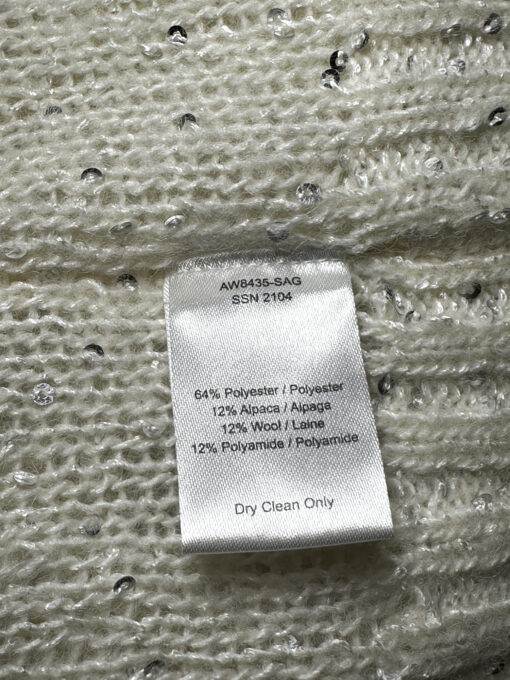 AW8435-SAG
SSN 2104
64% Polyester / Polyester
12% Alpaca / Alpaga
12% Wool / Laine
12% Polyamide / Polyamide
Dry Clean Only